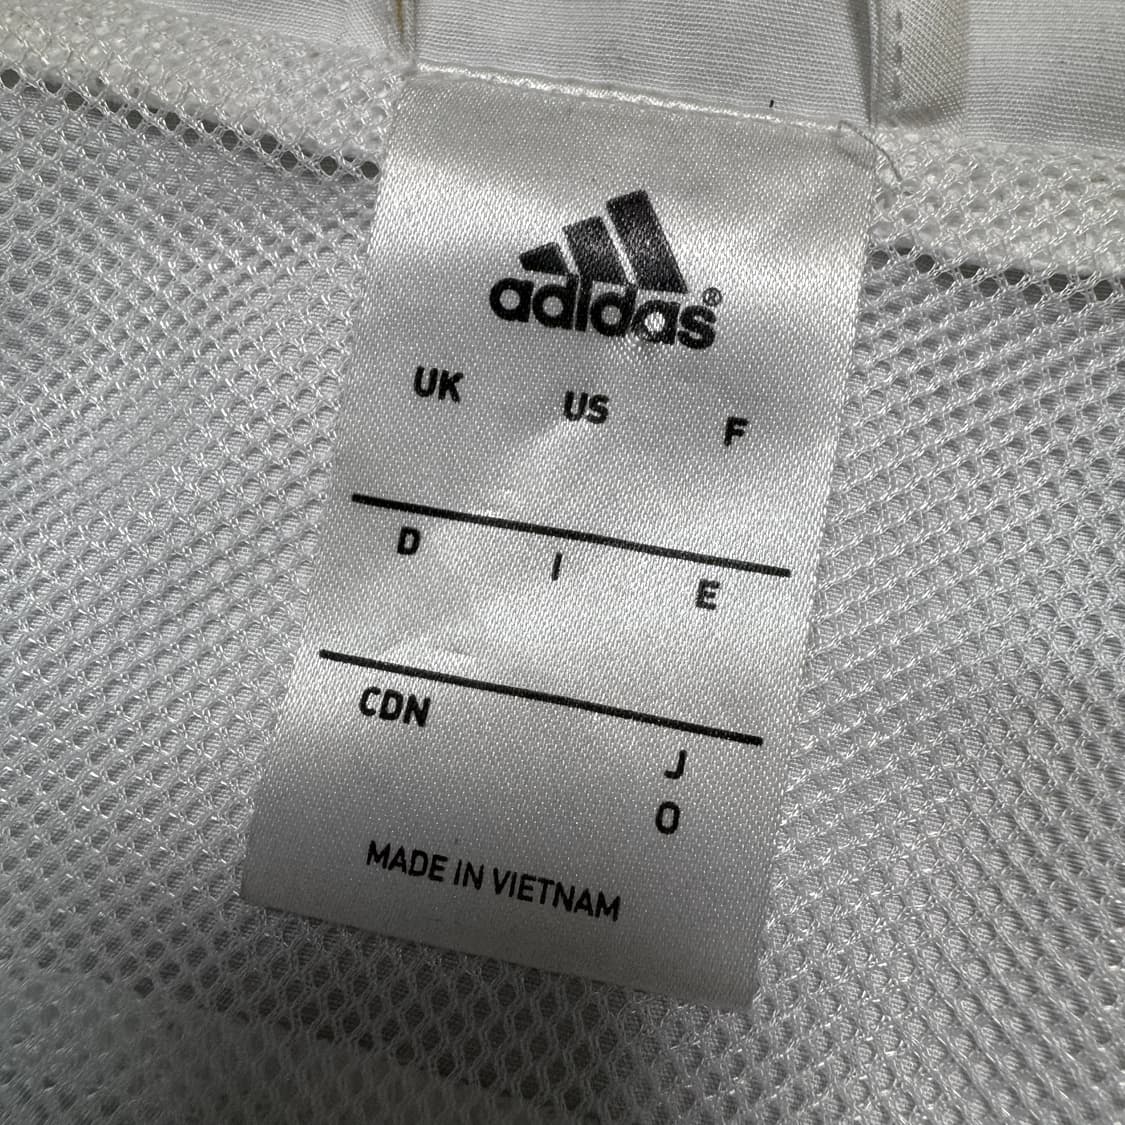 adidas®
UK US F
D I E
CDN J
O
MADE IN VIETNAM